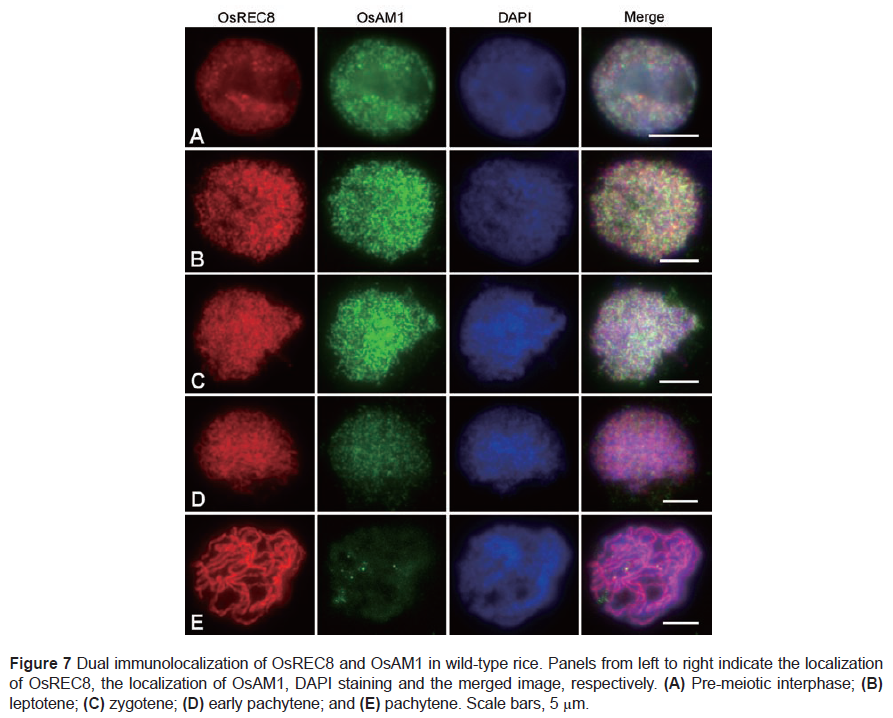 OsREC8 OsAM1 DAPI Merge
A
B
C
D
E
Figure 7 Dual immunolocalization of OsREC8 and OsAM1 in wild-type rice. Panels from left to right indicate the localization
of OsREC8, the localization of OsAM1, DAPI staining and the merged image, respectively. (A) Pre-meiotic interphase; (B)
leptotene; (C) zygotene; (D) early pachytene; and (E) pachytene. Scale bars, 5 μm.